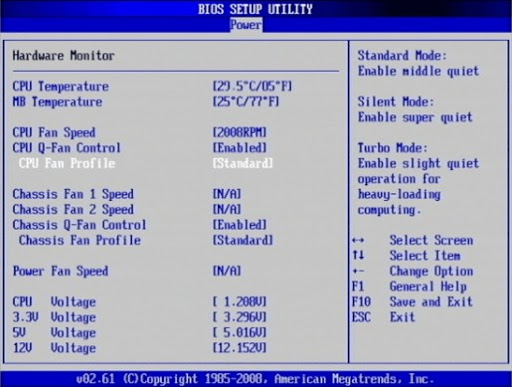 BIOS SETUP UTILITY
Power
Hardware Monitor
CPU Temperature [29.5°C/85°F]
MB Temperature [25°C/77°F]
CPU Fan Speed [2008RPM]
CPU Q-Fan Control [Enabled]
CPU Fan Profile [Standard]
Chassis Fan 1 Speed [N/A]
Chassis Fan 2 Speed [N/A]
Chassis Q-Fan Control [Enabled]
Chassis Fan Profile [Standard]
Power Fan Speed [N/A]
CPU Voltage [ 1.208V]
3.3V Voltage [ 3.296V]
5V Voltage [ 5.016V]
12V Voltage [12.152V]
Standard Mode:
Enable middle quiet
Silent Mode:
Enable super quiet
Turbo Mode:
Enable slight quiet
operation for
heavy-loading
computing.
↔ Select Screen
↑↓ Select Item
+- Change Option
F1 General Help
F10 Save and Exit
ESC Exit
v02.61 (C)Copyright 1985-2008, American Megatrends, Inc.